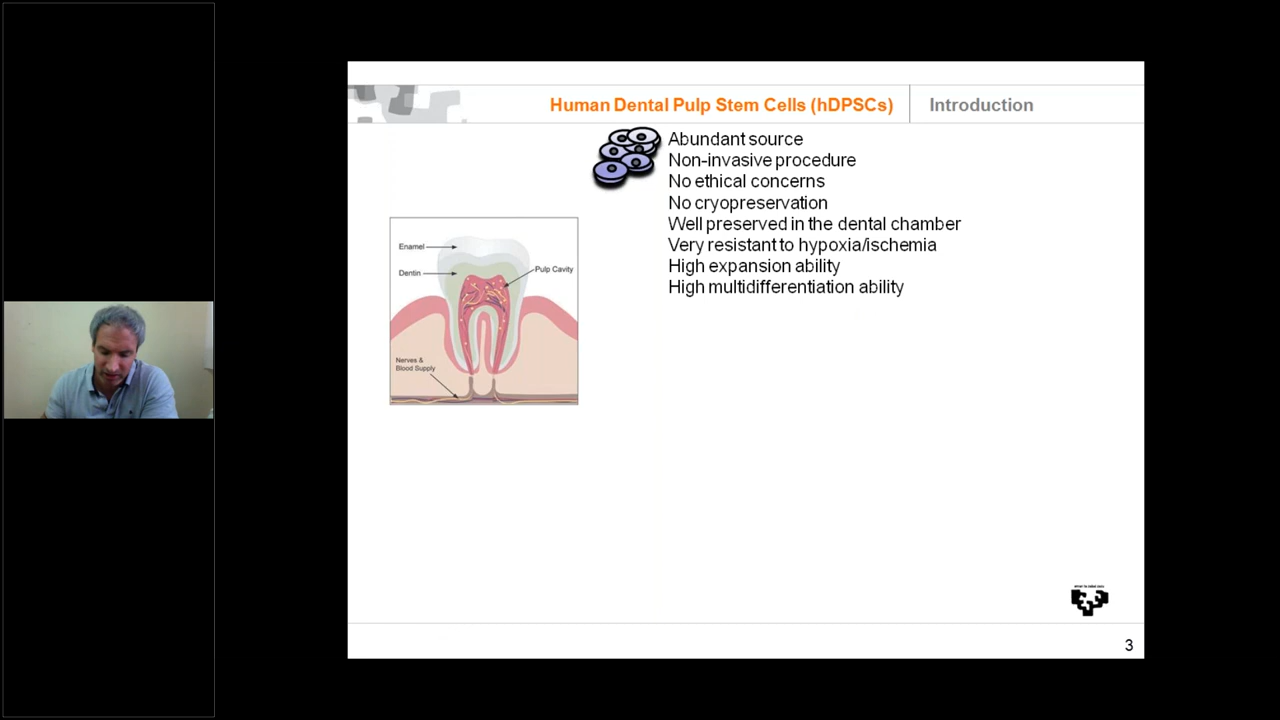 Human Dental Pulp Stem Cells (hDPSCs)
Introduction
Abundant source
Non-invasive procedure
No ethical concerns
No cryopreservation
Well preserved in the dental chamber
Very resistant to hypoxia/ischemia
High expansion ability
High multidifferentiation ability
Enamel
Dentin
Pulp Cavity
Nerves &
Blood Supply
3